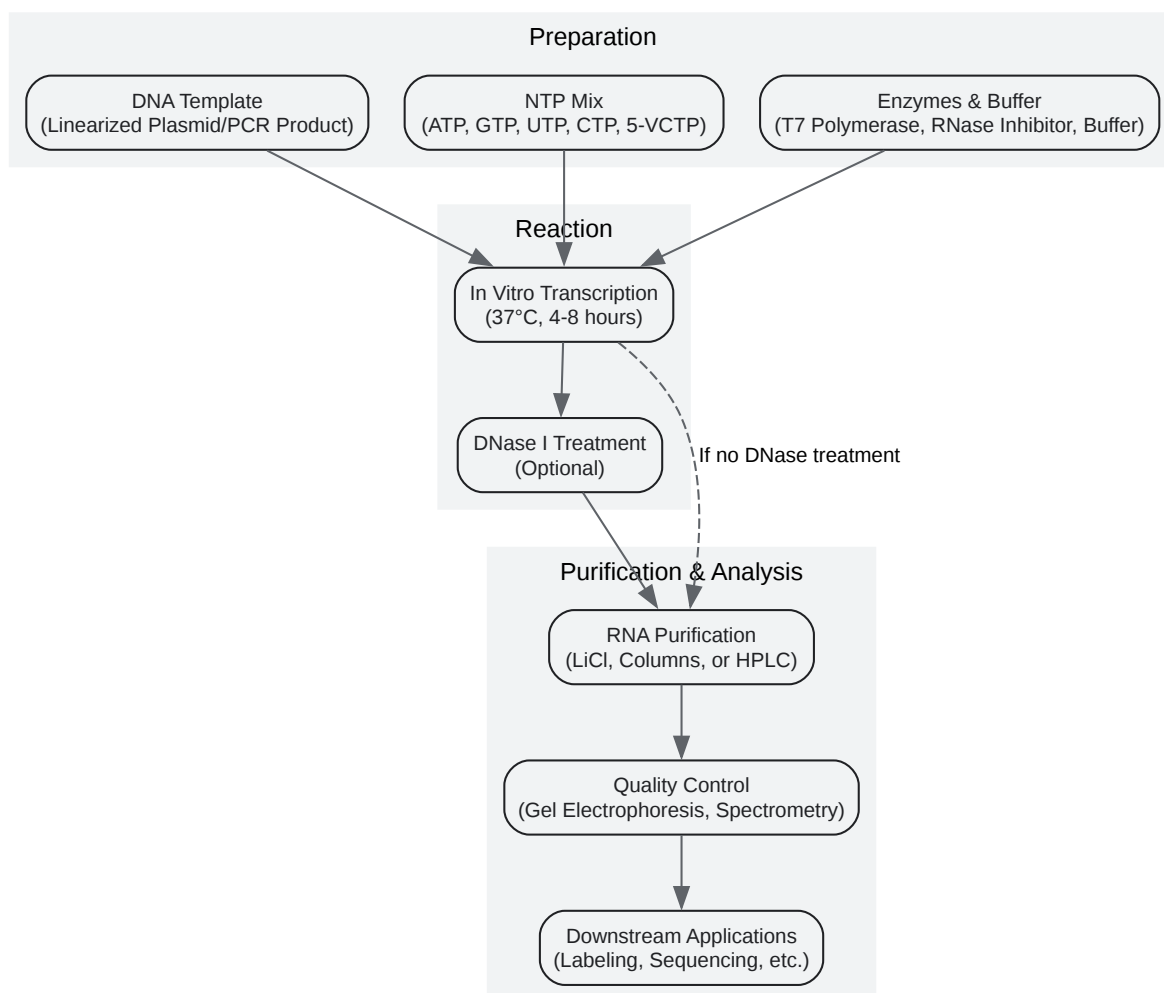 Preparation
DNA Template
(Linearized Plasmid/PCR Product)
NTP Mix
(ATP, GTP, UTP, CTP, 5-VCTP)
Enzymes & Buffer
(T7 Polymerase, RNase Inhibitor, Buffer)
Reaction
In Vitro Transcription
(37°C, 4-8 hours)
DNase I Treatment
(Optional)
If no DNase treatment
Purification & Analysis
RNA Purification
(LiCl, Columns, or HPLC)
Quality Control
(Gel Electrophoresis, Spectrometry)
Downstream Applications
(Labeling, Sequencing, etc.)